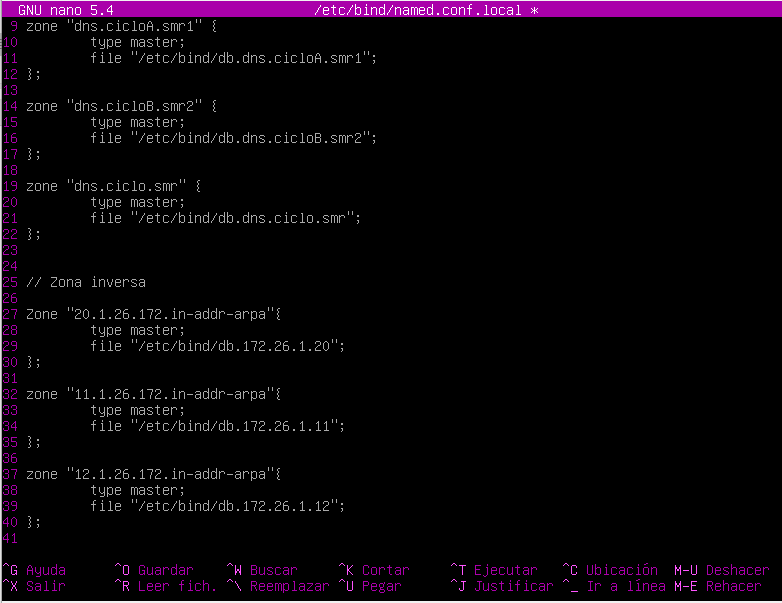 GNU nano 5.4 /etc/bind/named.conf.local *
9 zone "dns.cicloA.smr1" {
10 type master;
11 file "/etc/bind/db.dns.cicloA.smr1";
12 };
13
14 zone "dns.cicloB.smr2" {
15 type master;
16 file "/etc/bind/db.dns.cicloB.smr2";
17 };
18
19 zone "dns.ciclo.smr" {
20 type master;
21 file "/etc/bind/db.dns.ciclo.smr";
22 };
23
24
25 // Zona inversa
26
27 Zone "20.1.26.172.in-addr-arpa"{
28 type master;
29 file "/etc/bind/db.172.26.1.20";
30 };
31
32 zone "11.1.26.172.in-addr-arpa"{
33 type master;
34 file "/etc/bind/db.172.26.1.11";
35 };
36
37 zone "12.1.26.172.in-addr-arpa"{
38 type master;
39 file "/etc/bind/db.172.26.1.12";
40 };
41
^G Ayuda ^O Guardar ^W Buscar ^K Cortar ^T Ejecutar ^C Ubicación M-U Deshacer
^X Salir ^R Leer fich. ^\ Reemplazar ^U Pegar ^J Justificar ^_ Ir a línea M-E Rehacer